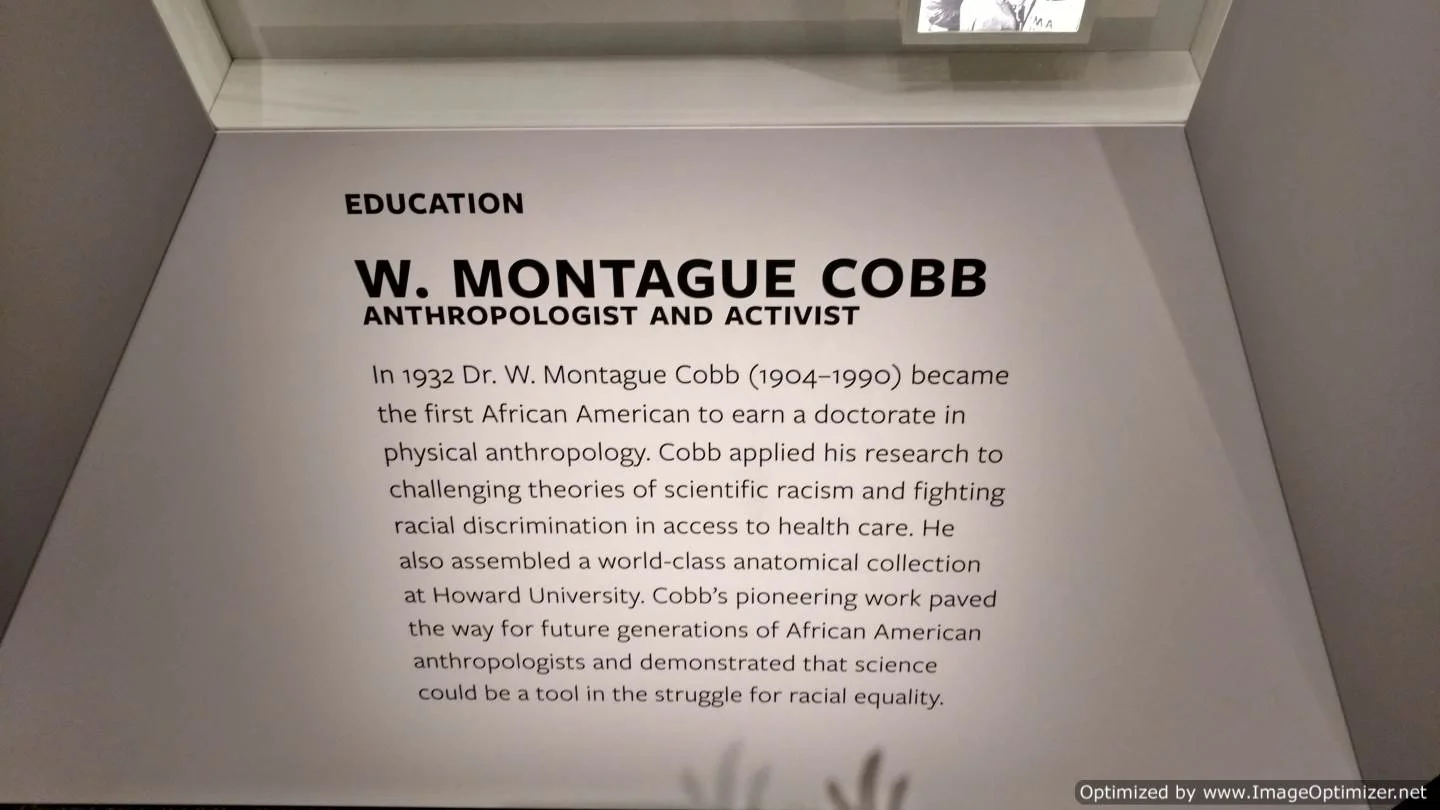 MA
EDUCATION
W. MONTAGUE COBB
ANTHROPOLOGIST AND ACTIVIST
In 1932 Dr. W. Montague Cobb (1904–1990) became
the first African American to earn a doctorate in
physical anthropology. Cobb applied his research to
challenging theories of scientific racism and fighting
racial discrimination in access to health care. He
also assembled a world-class anatomical collection
at Howard University. Cobb’s pioneering work paved
the way for future generations of African American
anthropologists and demonstrated that science
could be a tool in the struggle for racial equality.
Optimized by www.ImageOptimizer.net